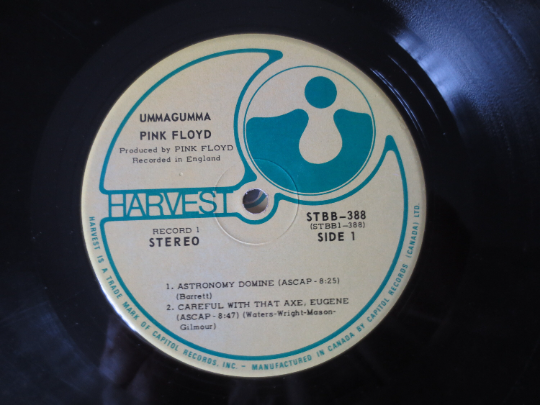 UMMAGUMMA
PINK FLOYD
Produced by PINK FLOYD
Recorded in England
HARVEST
RECORD 1
STEREO
STBB-388
(STBB1-388)
SIDE 1
1. ASTRONOMY DOMINE (ASCAP-8:25)
(Barrett)
2. CAREFUL WITH THAT AXE, EUGENE
(ASCAP-8:47) (Waters-Wright-Mason-
Gilmour)
HARVEST IS A TRADE MARK OF CAPITOL RECORDS, INC. - MANUFACTURED IN CANADA BY CAPITOL RECORDS (CANADA) LTD.